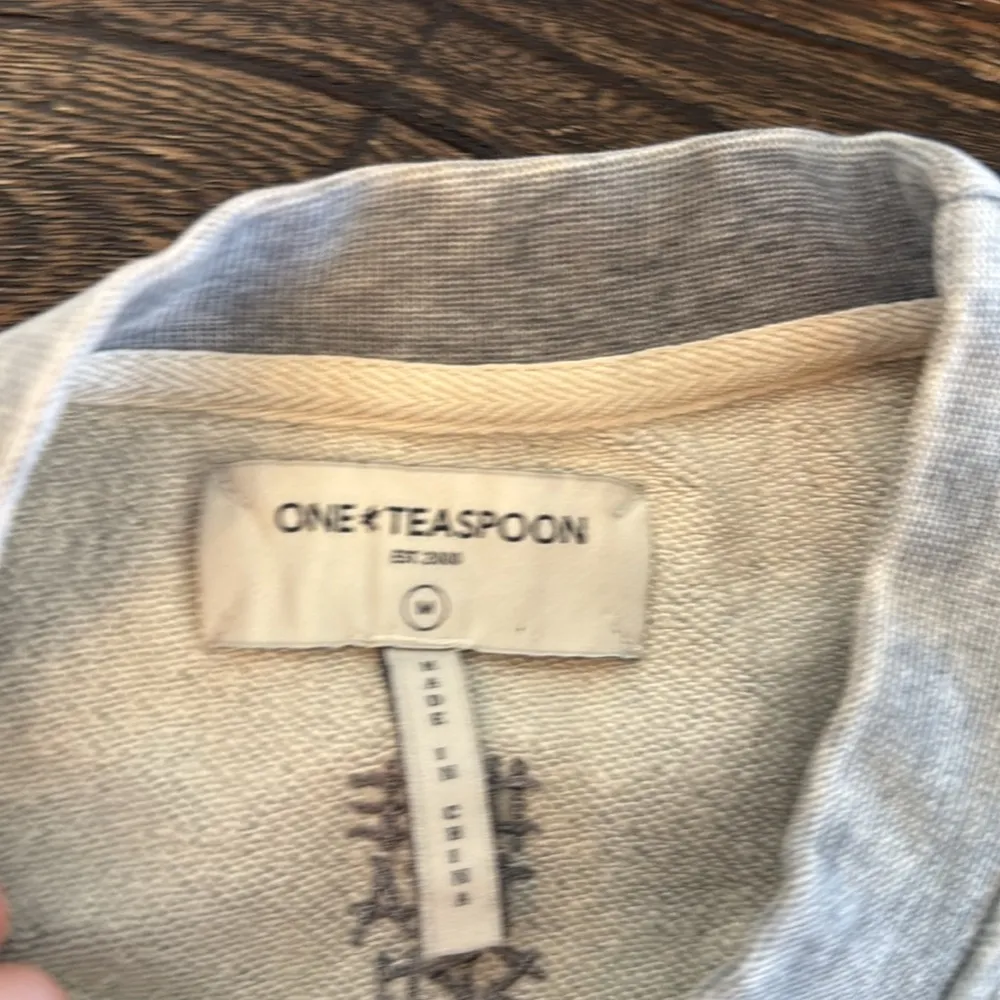 ONE TEASPOON
EST. 2000
M
MADE IN CHINA